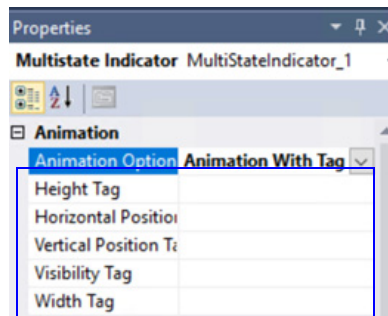 Properties
Multistate Indicator MultiStateIndicator_1
Animation
Animation Option Animation With Tag
Height Tag
Horizontal Position
Vertical Position Ta
Visibility Tag
Width Tag